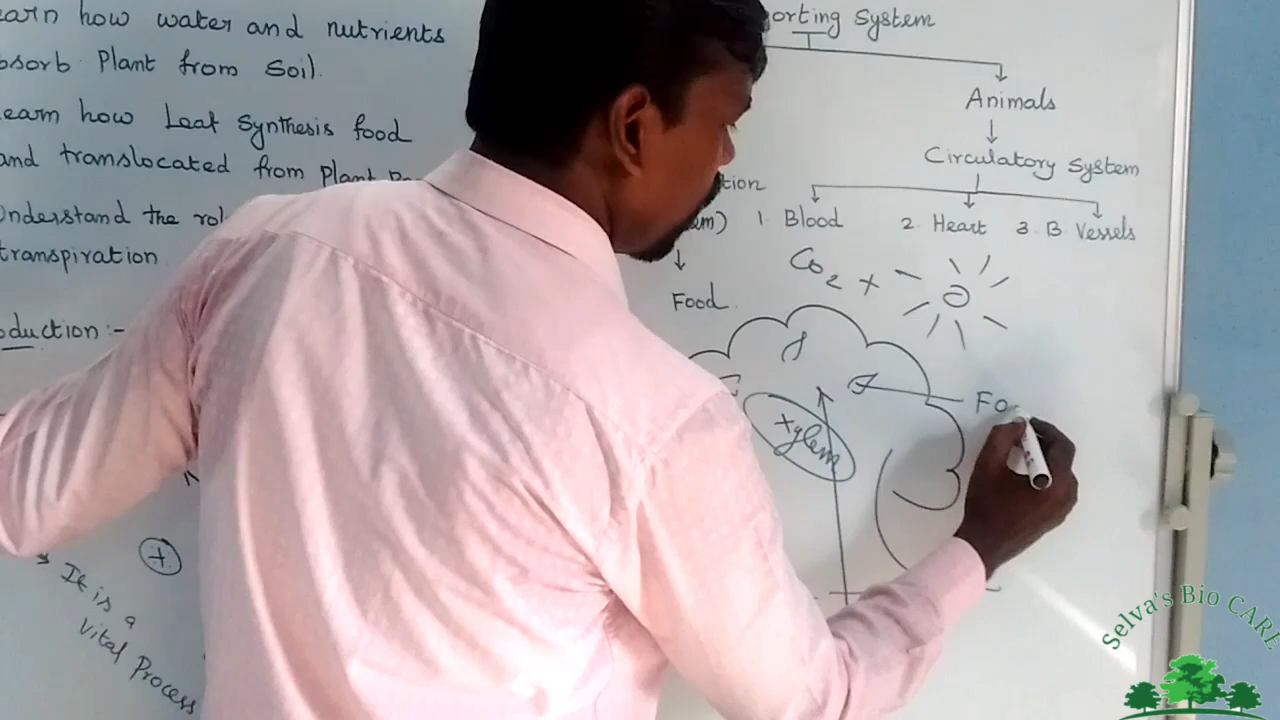 earn how water and nutrients
bsorb Plant from Soil.
earn how Leaf Synthesis food
and translocated from Plant
Understand the rol
transpiration
oduction :-
+
It is a
Vital Process
orting System
Animals
Circulatory System
tion
1. Blood 2. Heart 3. B. Vessels
Food.
Co2 +
Xylem
Fo
Selva's Bio CARE